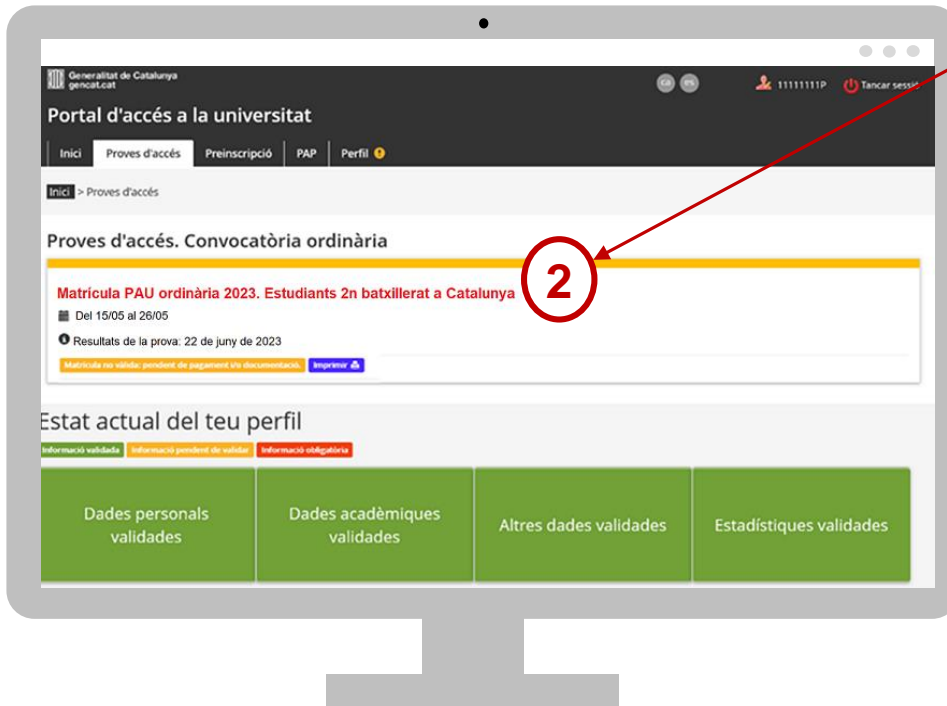 Generalitat de Catalunya
gencat.cat
ca es
11111111P
Tancar sessió
Portal d'accés a la universitat
Inici Proves d'accés Preinscripció PAP Perfil
Inici > Proves d'accés
Proves d'accés. Convocatòria ordinària
2
Matrícula PAU ordinària 2023. Estudiants 2n batxillerat a Catalunya
Del 15/05 al 26/05
Resultats de la prova: 22 de juny de 2023
Matrícula no vàlida: pendent de pagament i/o documentació. Imprimir
Estat actual del teu perfil
Informació validada Informació pendent de validar Informació obligatòria
Dades personals
validades
Dades acadèmiques
validades
Altres dades validades
Estadístiques validades